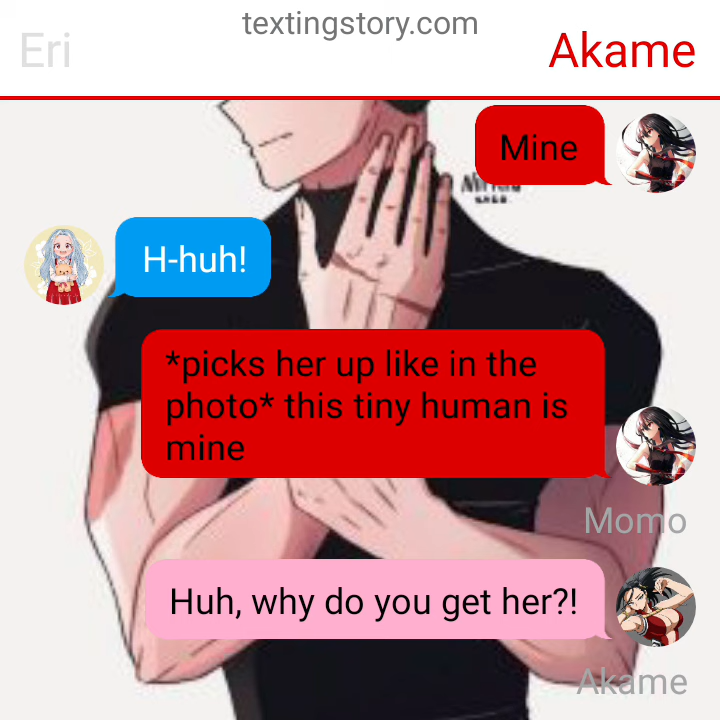 textingstory.com
Eri
Akame
Mine
H-huh!
*picks her up like in the
photo* this tiny human is
mine
Momo
Huh, why do you get her?!
Akame